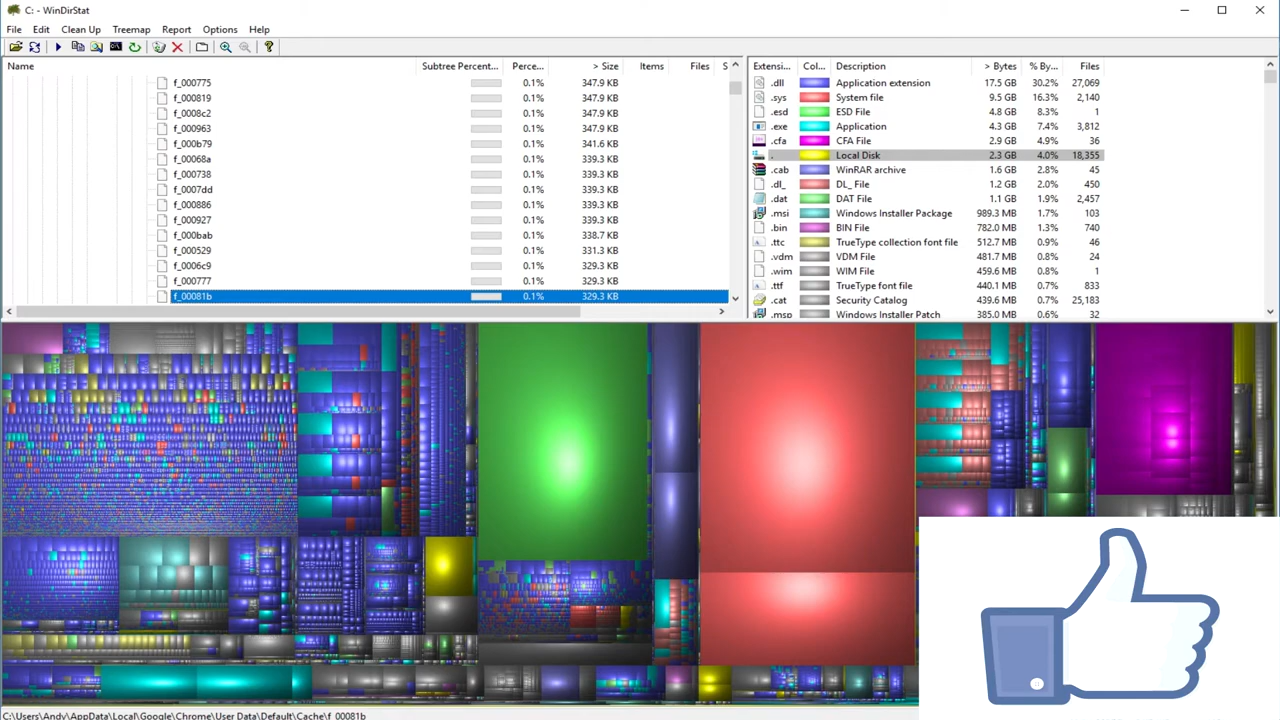 C: - WinDirStat
File Edit Clean Up Treemap Report Options Help
Name Subtree Percent... Perce... > Size Items Files S
f_000775 0.1% 347.9 KB
f_000819 0.1% 347.9 KB
f_0008c2 0.1% 347.9 KB
f_000963 0.1% 347.9 KB
f_000b79 0.1% 341.6 KB
f_00068a 0.1% 339.3 KB
f_000738 0.1% 339.3 KB
f_0007dd 0.1% 339.3 KB
f_000886 0.1% 339.3 KB
f_000927 0.1% 339.3 KB
f_000bab 0.1% 338.7 KB
f_000529 0.1% 331.3 KB
f_0006c9 0.1% 329.3 KB
f_000777 0.1% 329.3 KB
f_00081b 0.1% 329.3 KB
Extensi... Col... Description > Bytes % By... Files
.dll Application extension 17.5 GB 30.2% 27,069
.sys System file 9.5 GB 16.3% 2,140
.esd ESD File 4.8 GB 8.3% 1
.exe Application 4.3 GB 7.4% 3,812
.cfa CFA File 2.9 GB 4.9% 36
. Local Disk 2.3 GB 4.0% 18,355
.cab WinRAR archive 1.6 GB 2.8% 45
.dl_ DL_ File 1.2 GB 2.0% 450
.dat DAT File 1.1 GB 1.9% 2,457
.msi Windows Installer Package 989.3 MB 1.7% 103
.bin BIN File 782.0 MB 1.3% 740
.ttc TrueType collection font file 512.7 MB 0.9% 46
.vdm VDM File 481.7 MB 0.8% 24
.wim WIM File 459.6 MB 0.8% 1
.ttf TrueType font file 440.1 MB 0.7% 833
.cat Security Catalog 439.6 MB 0.7% 25,183
.msp Windows Installer Patch 385.0 MB 0.6% 32
C:\Users\Andy\AppData\Local\Google\Chrome\User Data\Default\Cache\f_00081b